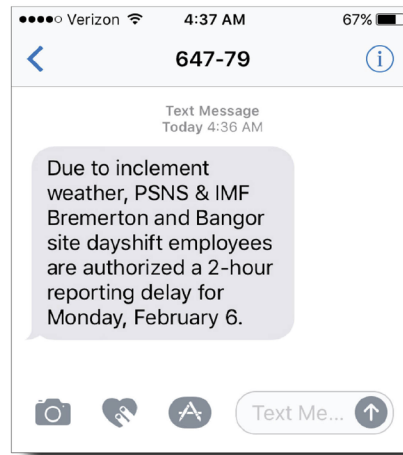 Verizon 4:37 AM 67%
647-79
Text Message
Today 4:36 AM
Due to inclement
weather, PSNS & IMF
Bremerton and Bangor
site dayshift employees
are authorized a 2-hour
reporting delay for
Monday, February 6.
Text Me...